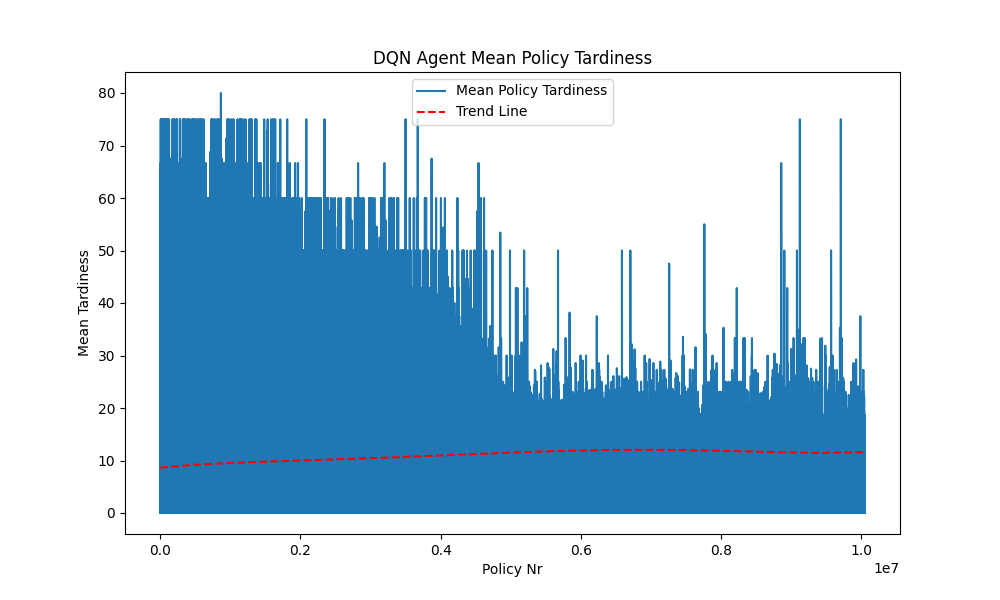 DQN Agent Mean Policy Tardiness
Mean Policy Tardiness
Trend Line
Mean Tardiness
80
70
60
50
40
30
20
10
0
0.0 0.2 0.4 0.6 0.8 1.0
1e7
Policy Nr